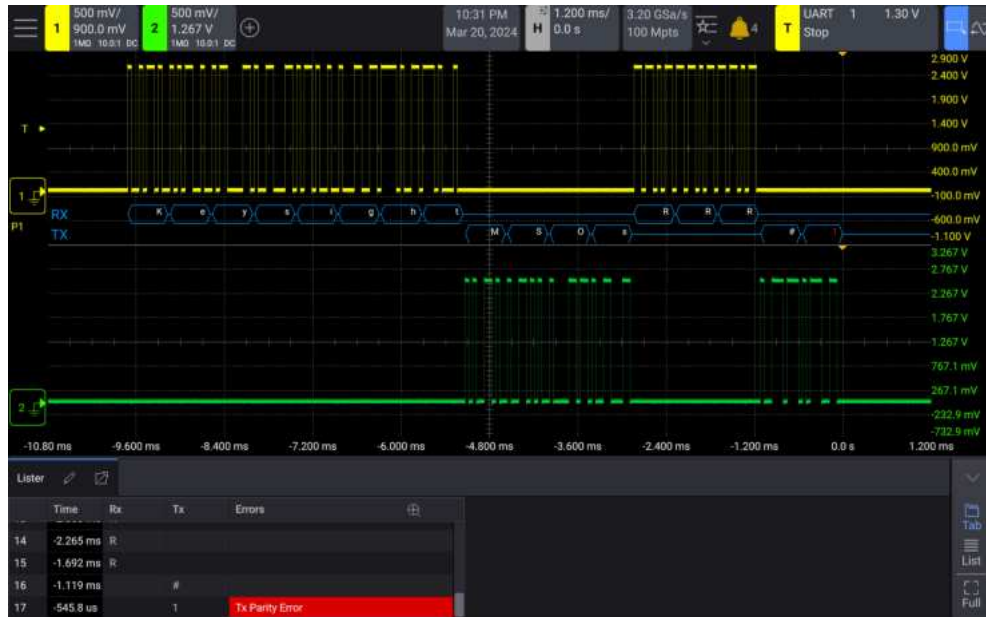 1 500 mV/ 900.0 mV 1MΩ 10.0:1 DC
2 500 mV/ 1.267 V 1MΩ 10.0:1 DC
10:31 PM
Mar 20, 2024
H 1.200 ms/ 0.0 s
3.20 GSa/s
100 Mpts
4
T UART 1 1.30 V
Stop
2.900 V
2.400 V
1.900 V
T 1.400 V
900.0 mV
400.0 mV
1 -100.0 mV
RX K e y s i g h t R R R -600.0 mV
P1
TX M S O s # 1 -1.100 V
3.267 V
2.767 V
2.267 V
1.767 V
1.267 V
767.1 mV
267.1 mV
2 -232.9 mV
-732.9 mV
-10.80 ms -9.600 ms -8.400 ms -7.200 ms -6.000 ms -4.800 ms -3.600 ms -2.400 ms -1.200 ms 0.0 s 1.200 ms
Lister
Time Rx Tx Errors
14 -2.265 ms R
15 -1.692 ms R
16 -1.119 ms #
17 -545.8 us 1 Tx Parity Error
Tab
List
Full